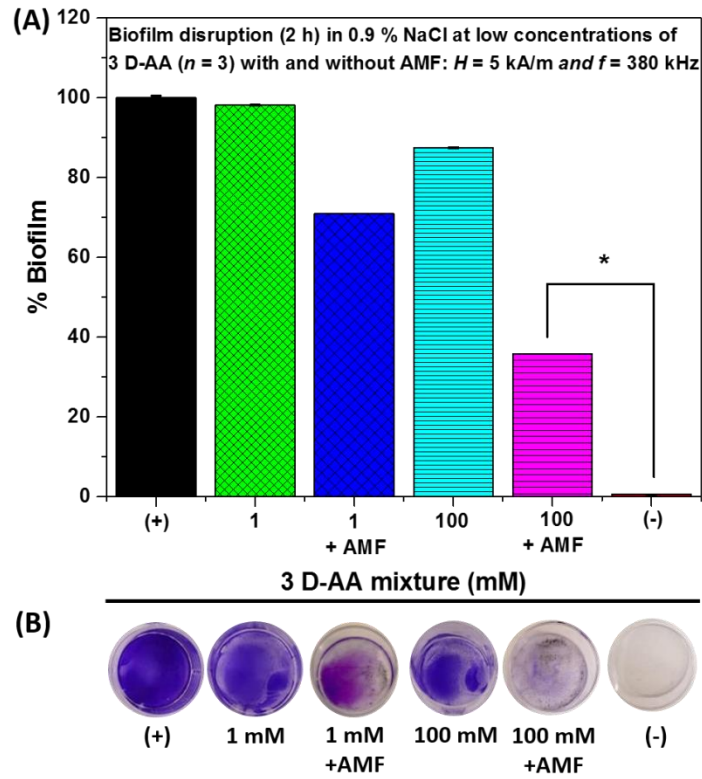 (A)
Biofilm disruption (2 h) in 0.9 % NaCl at low concentrations of
3 D-AA (n = 3) with and without AMF: H = 5 kA/m and f = 380 kHz
120
100
80
60
40
20
0
% Biofilm
*
(+) 1 1 100 100 (-)
+ AMF + AMF
3 D-AA mixture (mM)
(B)
(+) 1 mM 1 mM 100 mM 100 mM (-)
+AMF +AMF